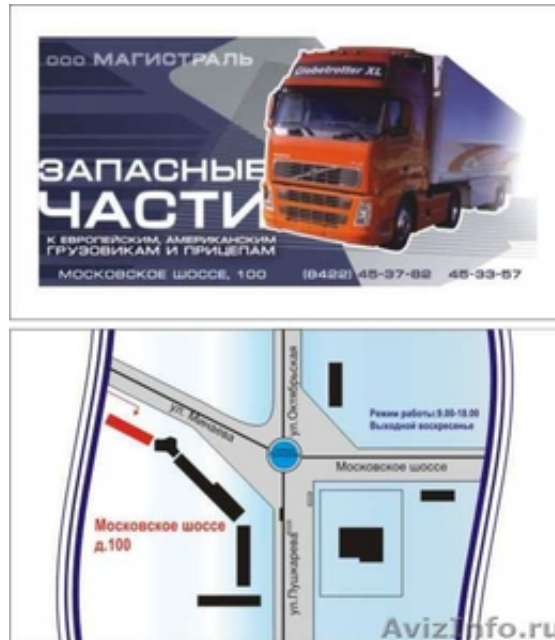 ООО МАГИСТРАЛЬ
Globetrotter XL
ЗАПАСНЫЕ
ЧАСТИ
К ЕВРОПЕЙСКИМ, АМЕРИКАНСКИМ
ГРУЗОВИКАМ И ПРИЦЕПАМ
МОСКОВСКОЕ ШОССЕ, 100 (8422) 45-37-82 45-33-57
ул. Минаева
ул.Октябрьская
Режим работы:9.00-18.00
Выходной воскресенье
Московское шоссе
Московское шоссе
д.100
ул.Пушкарева
AvizInfo.ru